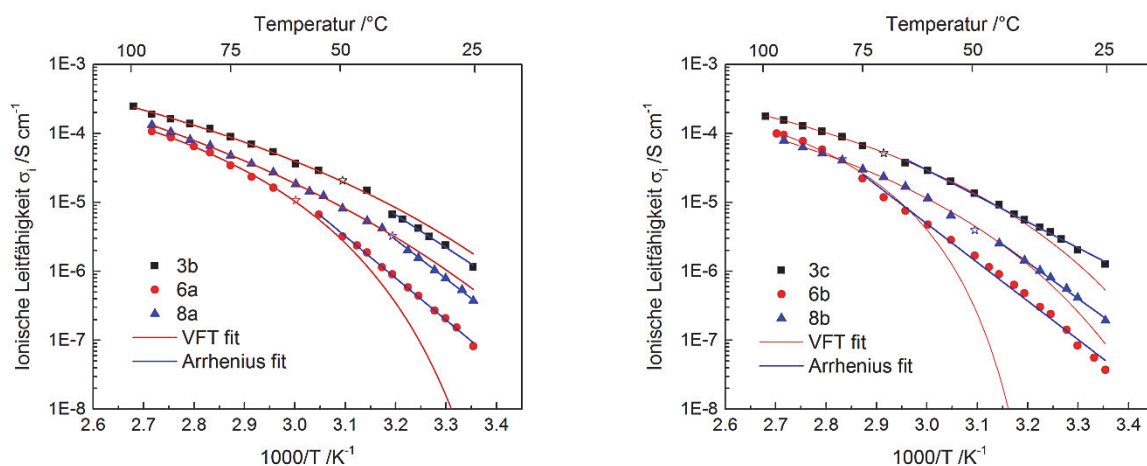 Temperatur /°C
100 75 50 25
Ionische Leitfähigkeit σi /S cm-1
1E-3
1E-4
1E-5
1E-6
1E-7
1E-8
3b
6a
8a
VFT fit
Arrhenius fit
2.6 2.7 2.8 2.9 3.0 3.1 3.2 3.3 3.4
1000/T /K-1
Temperatur /°C
100 75 50 25
Ionische Leitfähigkeit σi /S cm-1
1E-3
1E-4
1E-5
1E-6
1E-7
1E-8
3c
6b
8b
VFT fit
Arrhenius fit
2.6 2.7 2.8 2.9 3.0 3.1 3.2 3.3 3.4
1000/T /K-1